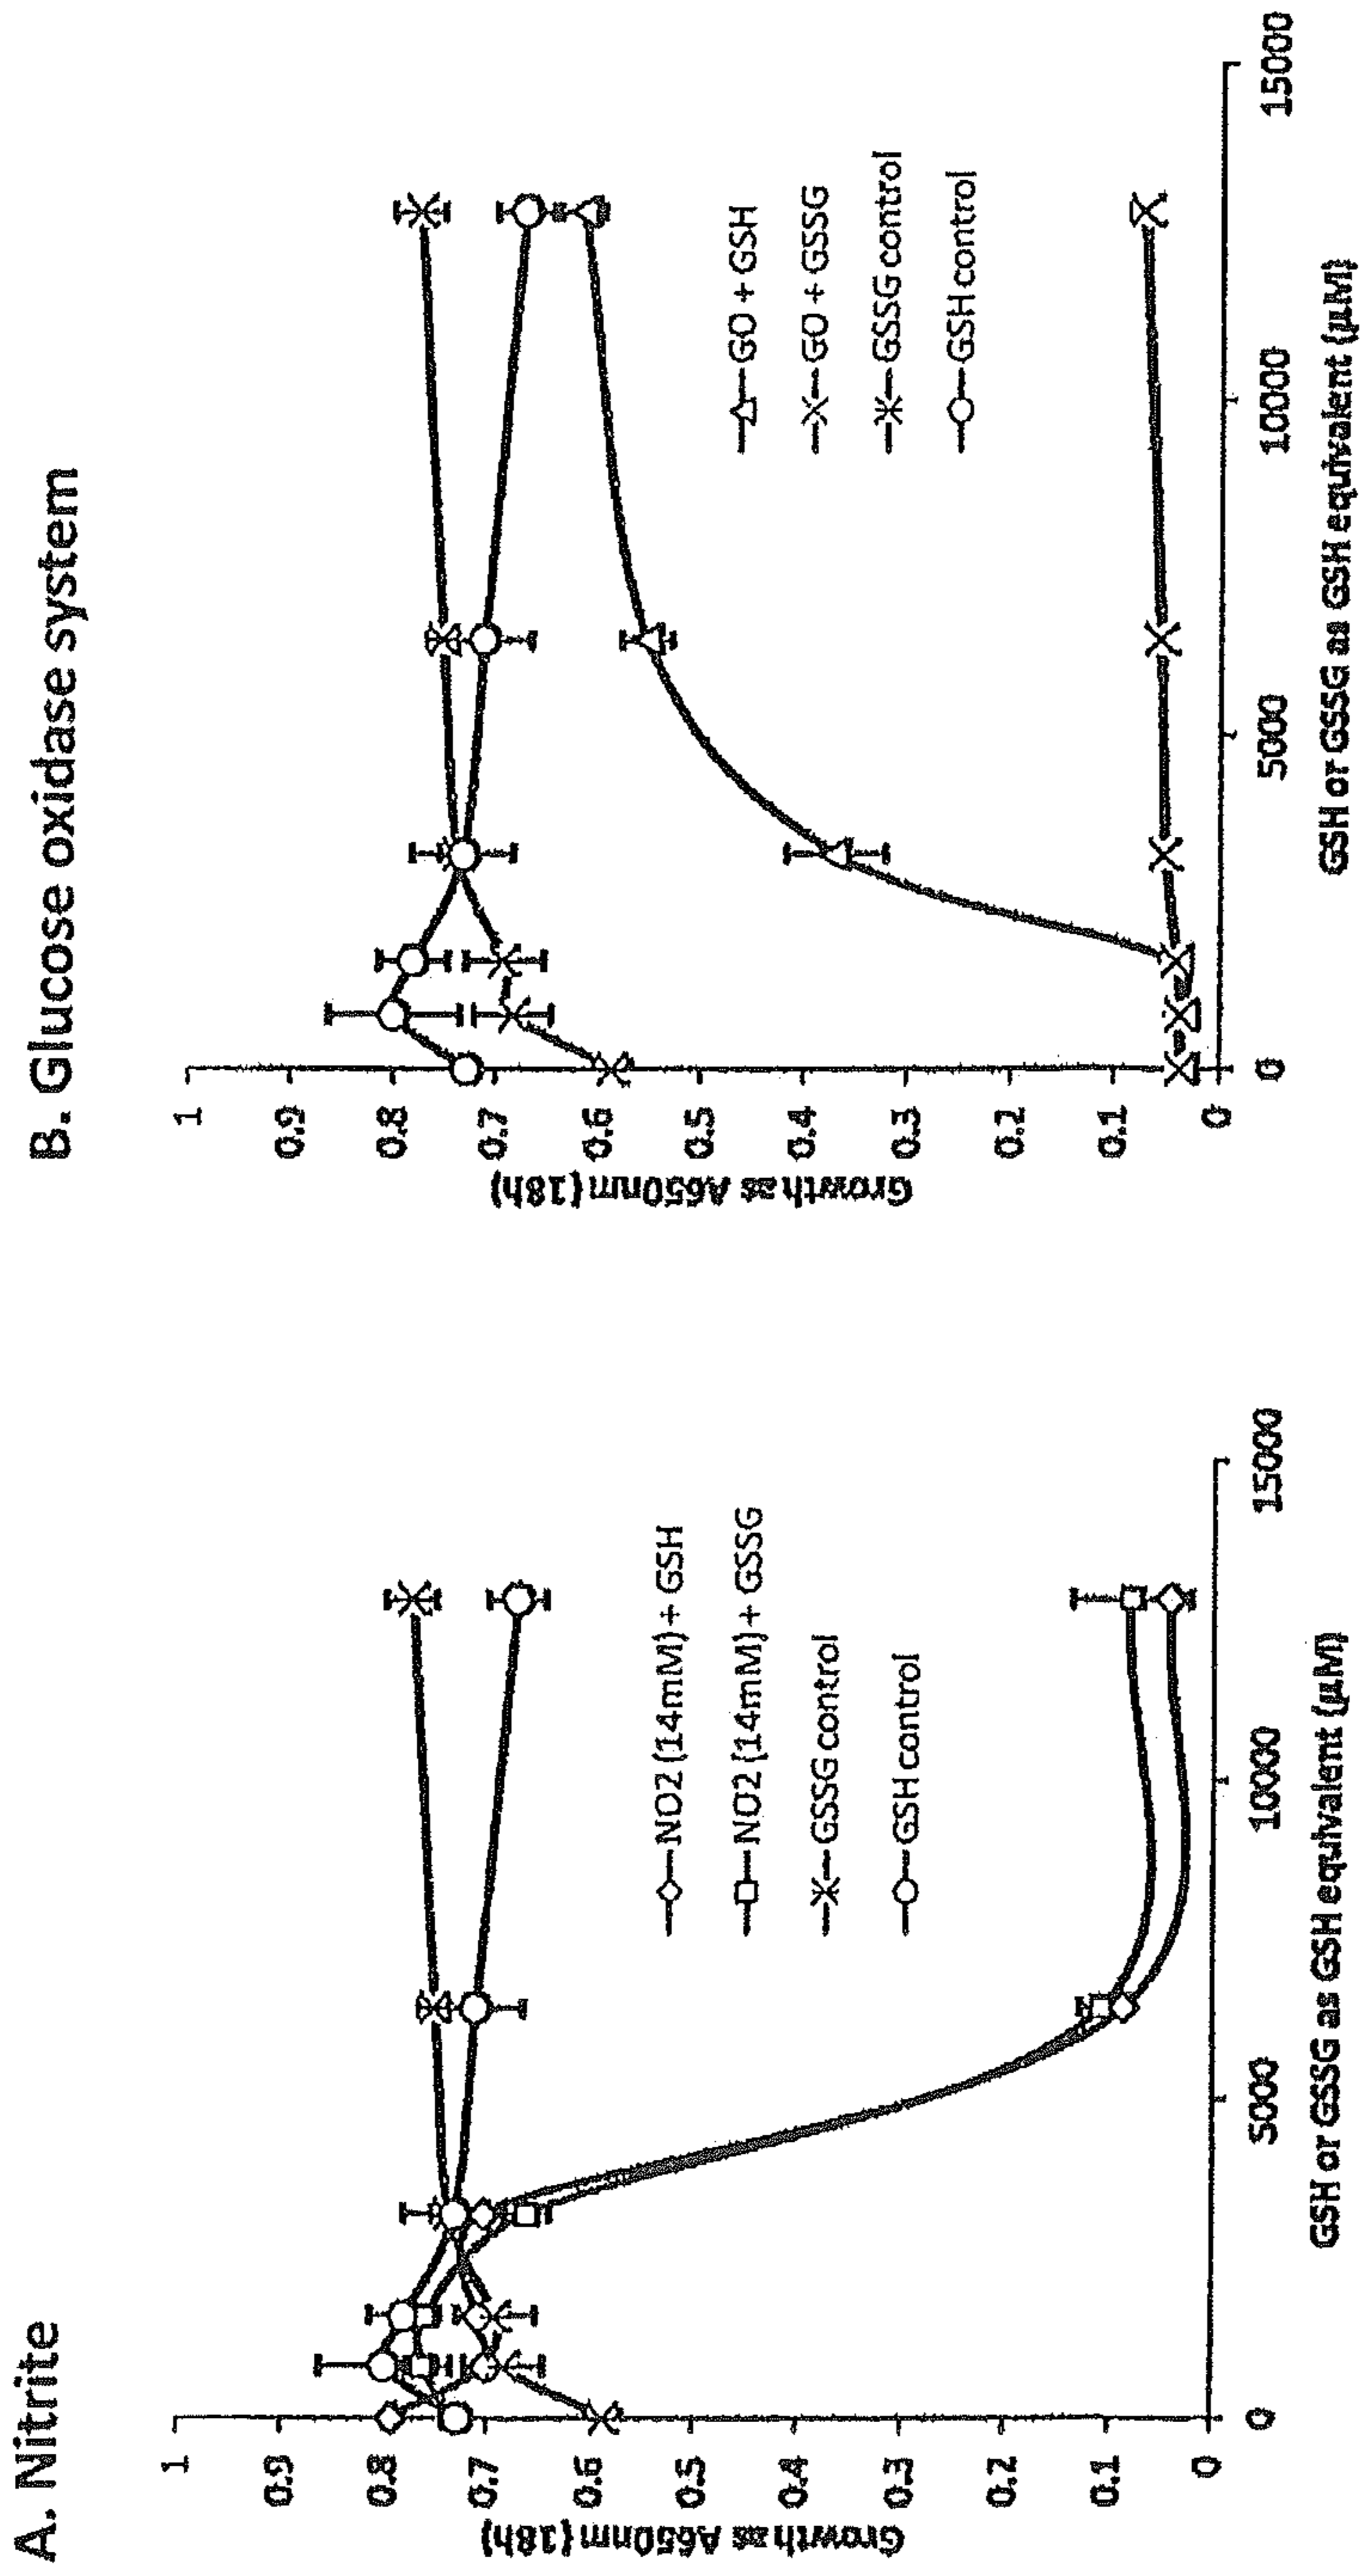 A. Nitrite
Growth as A650nm (18h)
1
0.9
0.8
0.7
0.6
0.5
0.4
0.3
0.2
0.1
0
0
5000
10000
15000
NO2 (14mM)+ GSH
NO2 (14mM)+ GSSG
GSSG control
GSH control
GSH or GSSG as GSH equivalent (µM)
B. Glucose oxidase system
Growth as A650nm (18h)
1
0.9
0.8
0.7
0.6
0.5
0.4
0.3
0.2
0.1
0
0
5000
10000
15000
GO + GSH
GO + GSSG
GSSG control
GSH control
GSH or GSSG as GSH equivalent (µM)